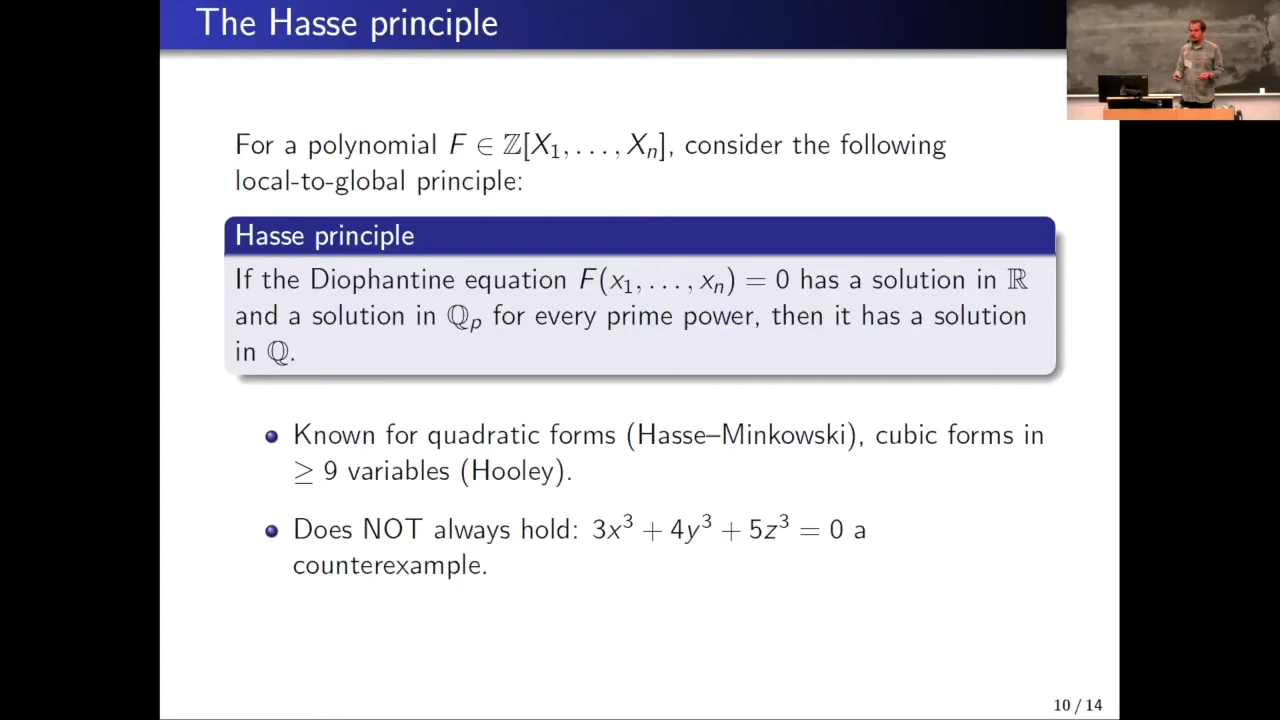 The Hasse principle
For a polynomial F ∈ ℤ[X₁, . . . , Xₙ], consider the following
local-to-global principle:
Hasse principle
If the Diophantine equation F(x₁, . . . , xₙ) = 0 has a solution in ℝ
and a solution in ℚₚ for every prime power, then it has a solution
in ℚ.
Known for quadratic forms (Hasse–Minkowski), cubic forms in
≥ 9 variables (Hooley).
Does NOT always hold: 3x³ + 4y³ + 5z³ = 0 a
counterexample.
10 / 14